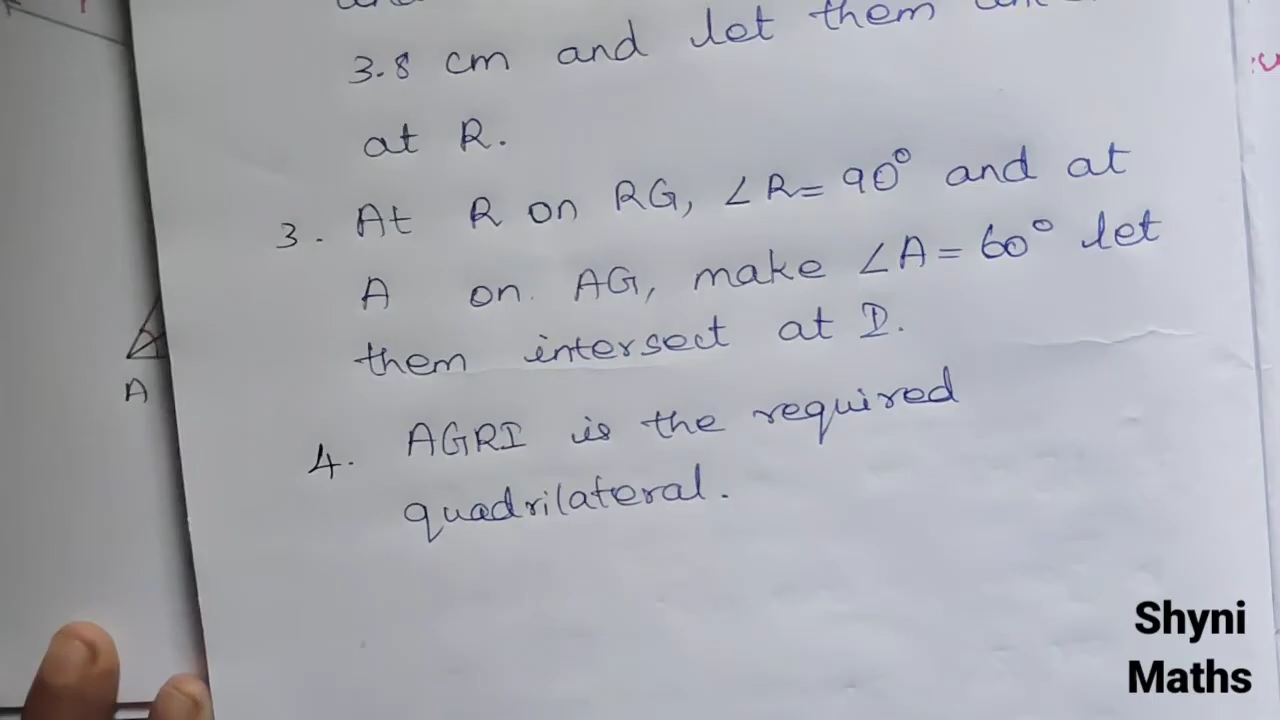 3.8 cm and let them
at R.
3. At R on RG, ∠R= 90° and at
A on. AG, make ∠A= 60° let
them intersect at I.
4. AGRI is the required
quadrilateral.
A
Shyni
Maths